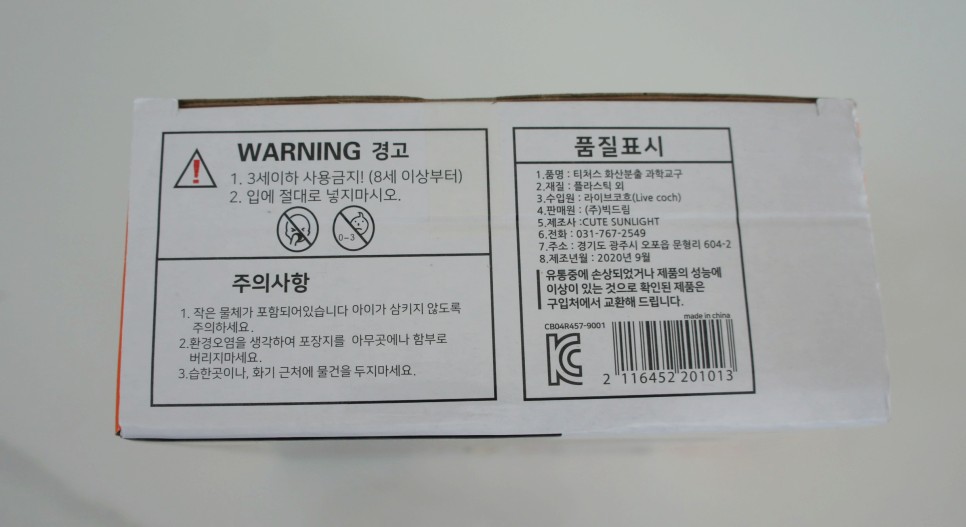 WARNING 경고
1. 3세이하 사용금지! (8세 이상부터)
2. 입에 절대로 넣지마시오.
0-3
주의사항
1. 작은 물체가 포함되어있습니다 아이가 삼키지 않도록
주의하세요.
2.환경오염을 생각하여 포장지를 아무곳에나 함부로
버리지마세요.
3.습한곳이나, 화기 근처에 물건을 두지마세요.
품질표시
1.품명 : 티처스 화산분출 과학교구
2.재질 : 플라스틱 외
3.수입원 : 라이브코흐(Live coch)
4.판매원 : (주)빅드림
5.제조사 :CUTE SUNLIGHT
6.전화 : 031-767-2549
7.주소 : 경기도 광주시 오포읍 문형리 604-2
8.제조년월 : 2020년 9월
유통중에 손상되었거나 제품의 성능에
이상이 있는 것으로 확인된 제품은
구입처에서 교환해 드립니다.
made in china
CB04R457-9001
KC
2 116452 201013